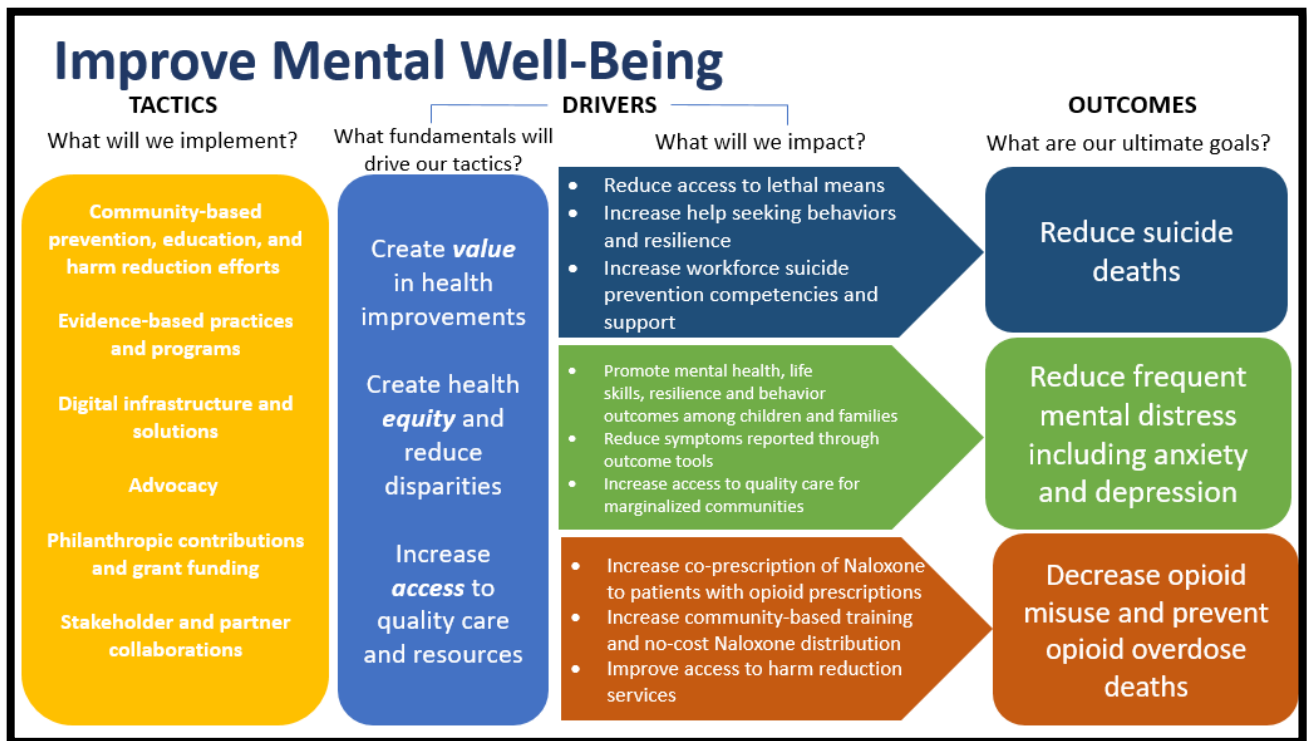 Improve Mental Well-Being
TACTICS
What will we implement?
Community-based
prevention, education, and
harm reduction efforts
Evidence-based practices
and programs
Digital infrastructure and
solutions
Advocacy
Philanthropic contributions
and grant funding
Stakeholder and partner
collaborations
DRIVERS
What fundamentals will
drive our tactics?
Create value
in health
improvements
Create health
equity and
reduce
disparities
Increase
access to
quality care
and resources
What will we impact?
• Reduce access to lethal means
• Increase help seeking behaviors
and resilience
• Increase workforce suicide
prevention competencies and
support
• Promote mental health, life
skills, resilience and behavior
outcomes among children and families
• Reduce symptoms reported through
outcome tools
• Increase access to quality care for
marginalized communities
• Increase co-prescription of Naloxone
to patients with opioid prescriptions
• Increase community-based training
and no-cost Naloxone distribution
• Improve access to harm reduction
services
OUTCOMES
What are our ultimate goals?
Reduce suicide
deaths
Reduce frequent
mental distress
including anxiety
and depression
Decrease opioid
misuse and prevent
opioid overdose
deaths